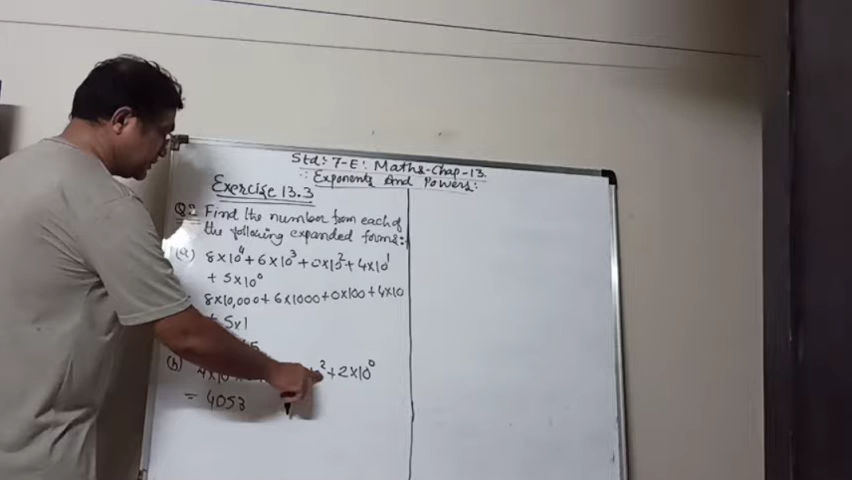 Std: 7-E: Maths-Chap-13.
: Exponents And Powers:
Exercise 13.3
Q2 Find the number from each of
the following expanded forms:
(a) 8×10⁴+6×10³+0×10²+4×10¹
+ 5×10⁰
8×10,000+6×1000+0×100+4×10
+ 5×1
(b) +2×10⁰
= 4053